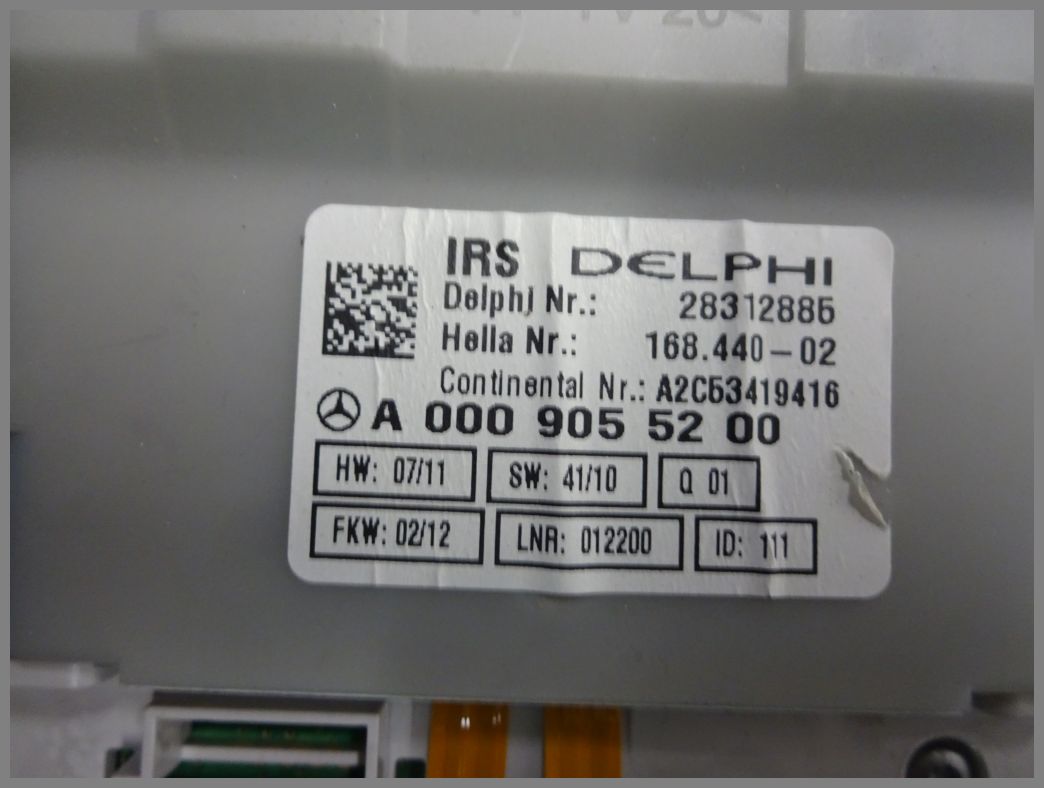 IRS DELPHI
Delphi Nr.: 28312885
Hella Nr.: 168.440-02
Continental Nr.: A2C53419416
A 000 905 52 00
HW: 07/11 SW: 41/10 Q 01
FKW: 02/12 LNR: 012200 ID: 111